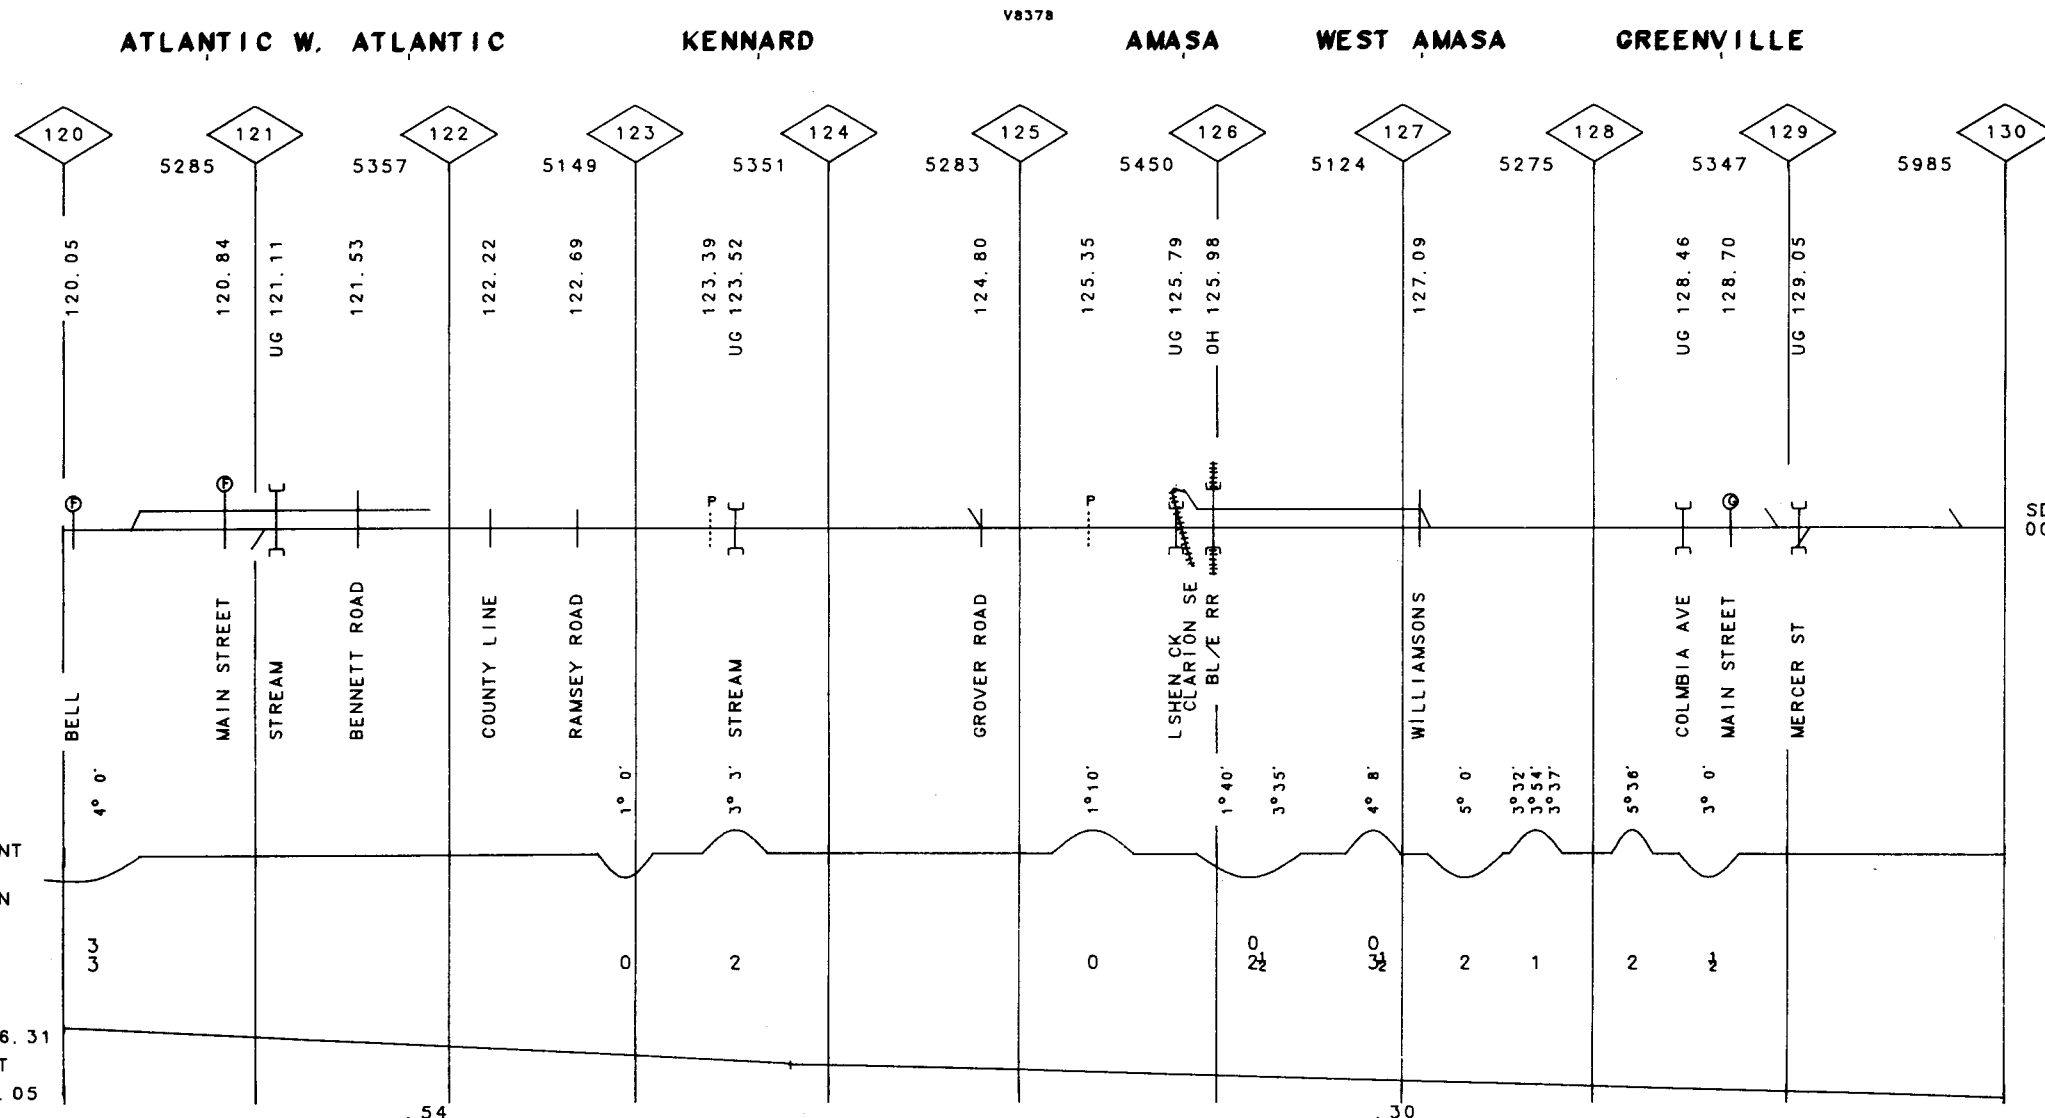 V8378
ATLANTIC W. ATLANTIC KENNARD AMASA WEST AMASA GREENVILLE
120 121 122 123 124 125 126 127 128 129 130
5285 5357 5149 5351 5283 5450 5124 5275 5347 5985
120.05
120.84
UG 121.11
121.53
122.22
122.69
123.39
UG 123.52
124.80
125.35
UG 125.79
OH 125.98
127.09
UG 128.46
128.70
UG 129.05
F F P P G
SD
00
BELL
MAIN STREET
STREAM
BENNETT ROAD
COUNTY LINE
RAMSEY ROAD
STREAM
GROVER ROAD
LSHEN CK
CLARION SE
BL/E RR
WILLIAMSONS
COLMBIA AVE
MAIN STREET
MERCER ST
4° 0'
1° 0'
3° 3'
1°10'
1°40'
3°35'
4° 8'
5° 0'
3°32'
3°54'
3°37'
5°36'
3° 0'
NT
N
3 0 0
3 0 2 0 2½ 3½ 2 1 2 ½
6.31
T
.05
.54 .30